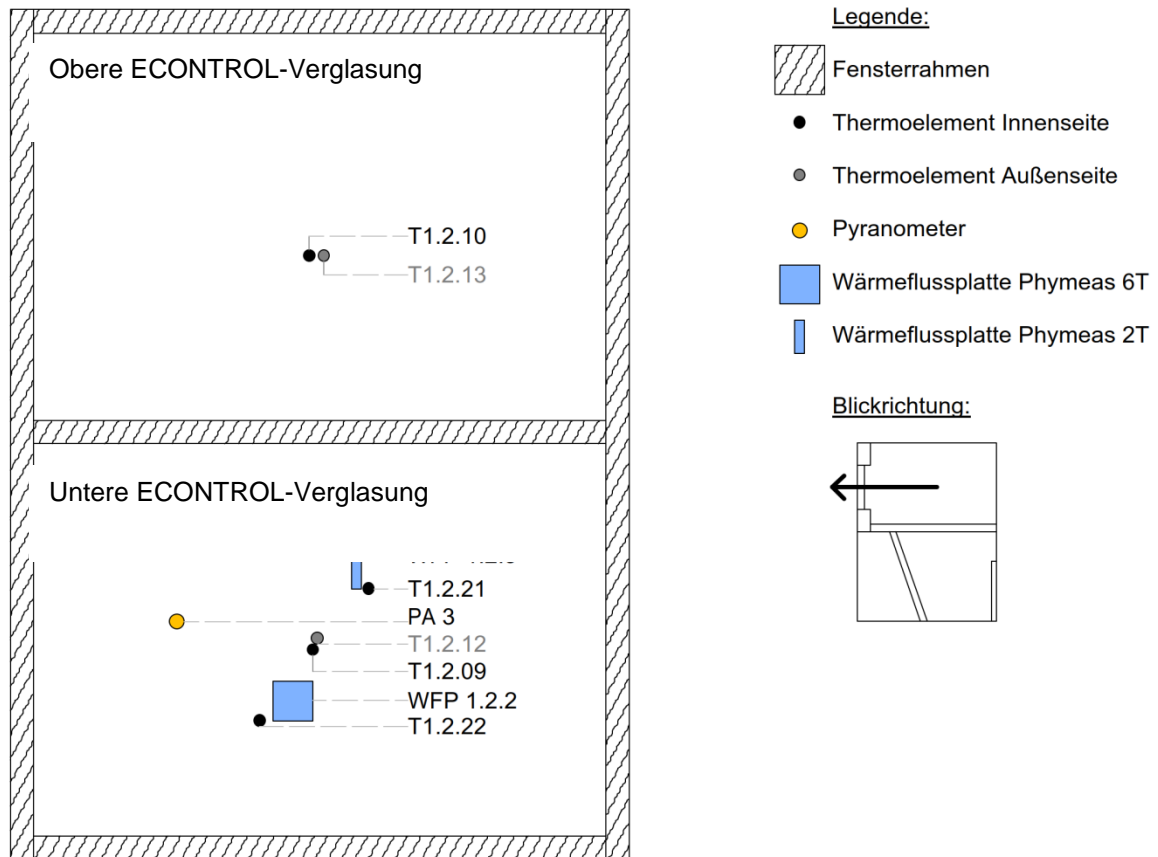 Obere ECONTROL-Verglasung
T1.2.10
T1.2.13
Untere ECONTROL-Verglasung
T1.2.21
PA 3
T1.2.12
T1.2.09
WFP 1.2.2
T1.2.22
Legende:
Fensterrahmen
Thermoelement Innenseite
Thermoelement Außenseite
Pyranometer
Wärmeflussplatte Phymeas 6T
Wärmeflussplatte Phymeas 2T
Blickrichtung: